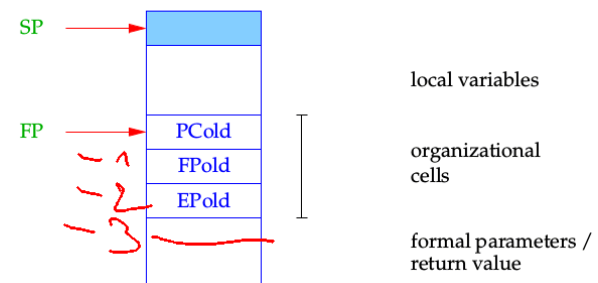 SP
local variables
FP PCold
-1 FPold organizational
cells
-2 EPold
-3 formal parameters /
return value